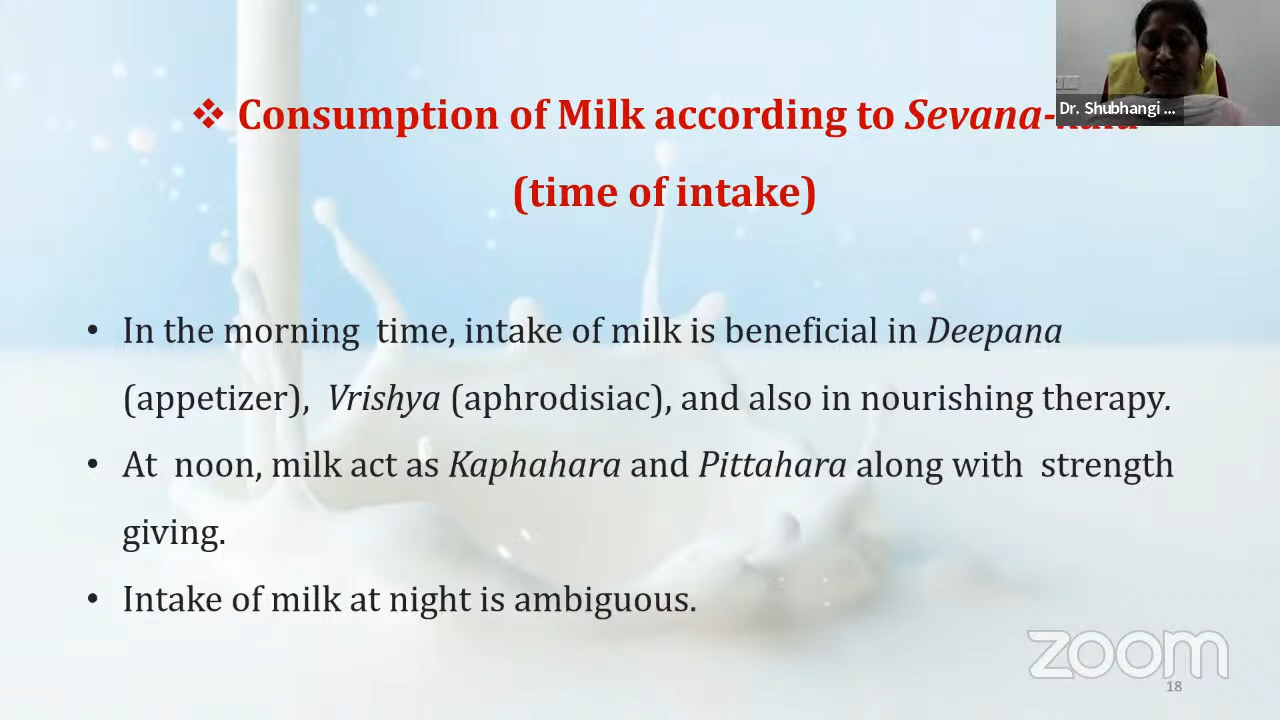 ❖ Consumption of Milk according to Sevana-
Dr. Shubhangi ...
(time of intake)
• In the morning time, intake of milk is beneficial in Deepana
(appetizer), Vrishya (aphrodisiac), and also in nourishing therapy.
• At noon, milk act as Kaphahara and Pittahara along with strength
giving.
• Intake of milk at night is ambiguous.
zoom
18